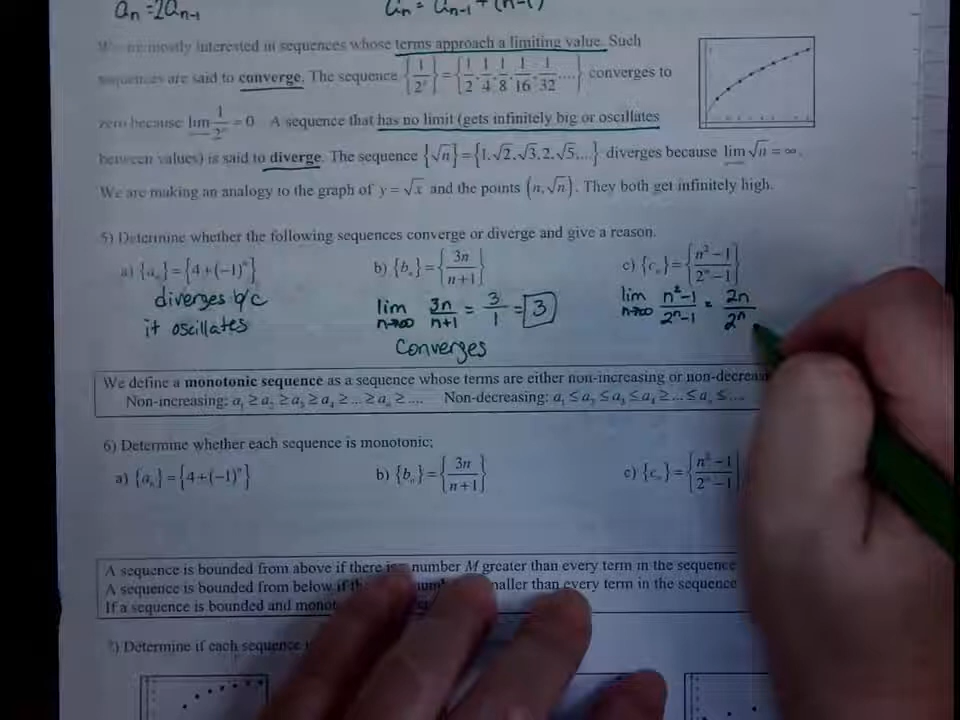 aₙ = 2aₙ₋₁ aₙ = aₙ₋₁ + (n-1)
We are mostly interested in sequences whose terms approach a limiting value. Such
sequences are said to converge. The sequence {1/2ⁿ} = {1/2, 1/4, 1/8, 1/16, 1/32, ....} converges to
zero because lim 1/2ⁿ = 0 A sequence that has no limit (gets infinitely big or oscillates
between values) is said to diverge. The sequence {√n} = {1, √2, √3, 2, √5, ...} diverges because lim √n = ∞.
We are making an analogy to the graph of y = √x and the points (n, √n). They both get infinitely high.
5) Determine whether the following sequences converge or diverge and give a reason.
a) {aₙ} = {4 + (-1)ⁿ} b) {bₙ} = {3n/(n+1)} c) {cₙ} = {(n²-1)/(2ⁿ-1)}
diverges b/c lim n→∞ 3n/(n+1) = 3/1 = 3 lim n→∞ (n²-1)/(2ⁿ-1) = 2n/2ⁿ
it oscillates
Converges
We define a monotonic sequence as a sequence whose terms are either non-increasing or
Non-increasing: a₁ ≥ a₂ ≥ a₃ ≥ a₄ ≥ ... ≥ aₙ ≥ .... Non-decreasing: a₁ ≤ a₂ ≤ a₃ ≤ a₄ ≥ ... ≤ aₙ ≤ ....
6) Determine whether each sequence is monotonic:
a) {aₙ} = {4 + (-1)ⁿ} b) {bₙ} = {3n/(n+1)} c) {cₙ} = {(n²-1)/(2ⁿ-1)
A sequence is bounded from above if there is number M greater than every term in the sequence
A sequence is bounded from below if than every term in the sequence
If a sequence is bounded and
7) Determine if each sequence